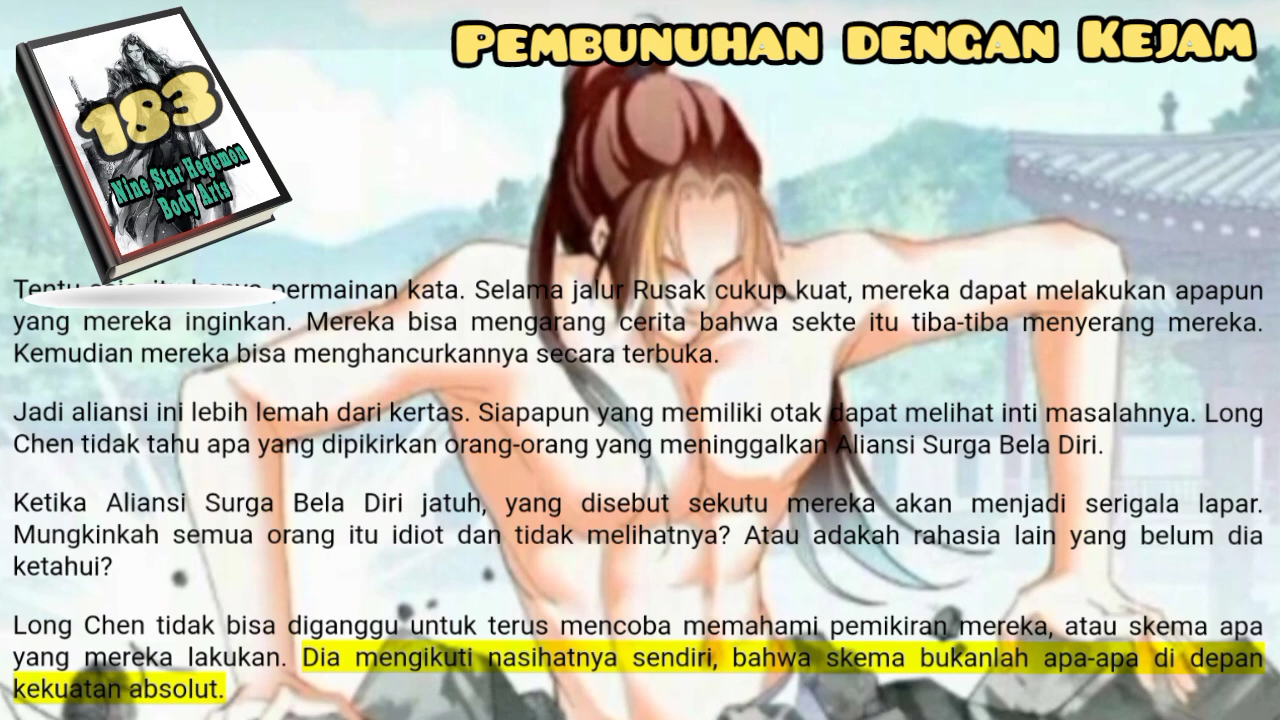 Pembunuhan dengan Kejam
183
Nine Star Hegemon
Body Arts
Tentu permainan kata. Selama jalur Rusak cukup kuat, mereka dapat melakukan apapun
yang mereka inginkan. Mereka bisa mengarang cerita bahwa sekte itu tiba-tiba menyerang mereka.
Kemudian mereka bisa menghancurkannya secara terbuka.
Jadi aliansi ini lebih lemah dari kertas. Siapapun yang memiliki otak dapat melihat inti masalahnya. Long
Chen tidak tahu apa yang dipikirkan orang-orang yang meninggalkan Aliansi Surga Bela Diri.
Ketika Aliansi Surga Bela Diri jatuh, yang disebut sekutu mereka akan menjadi serigala lapar.
Mungkinkah semua orang itu idiot dan tidak melihatnya? Atau adakah rahasia lain yang belum dia
ketahui?
Long Chen tidak bisa diganggu untuk terus mencoba memahami pemikiran mereka, atau skema apa
yang mereka lakukan. Dia mengikuti nasihatnya sendiri, bahwa skema bukanlah apa-apa di depan
kekuatan absolut.